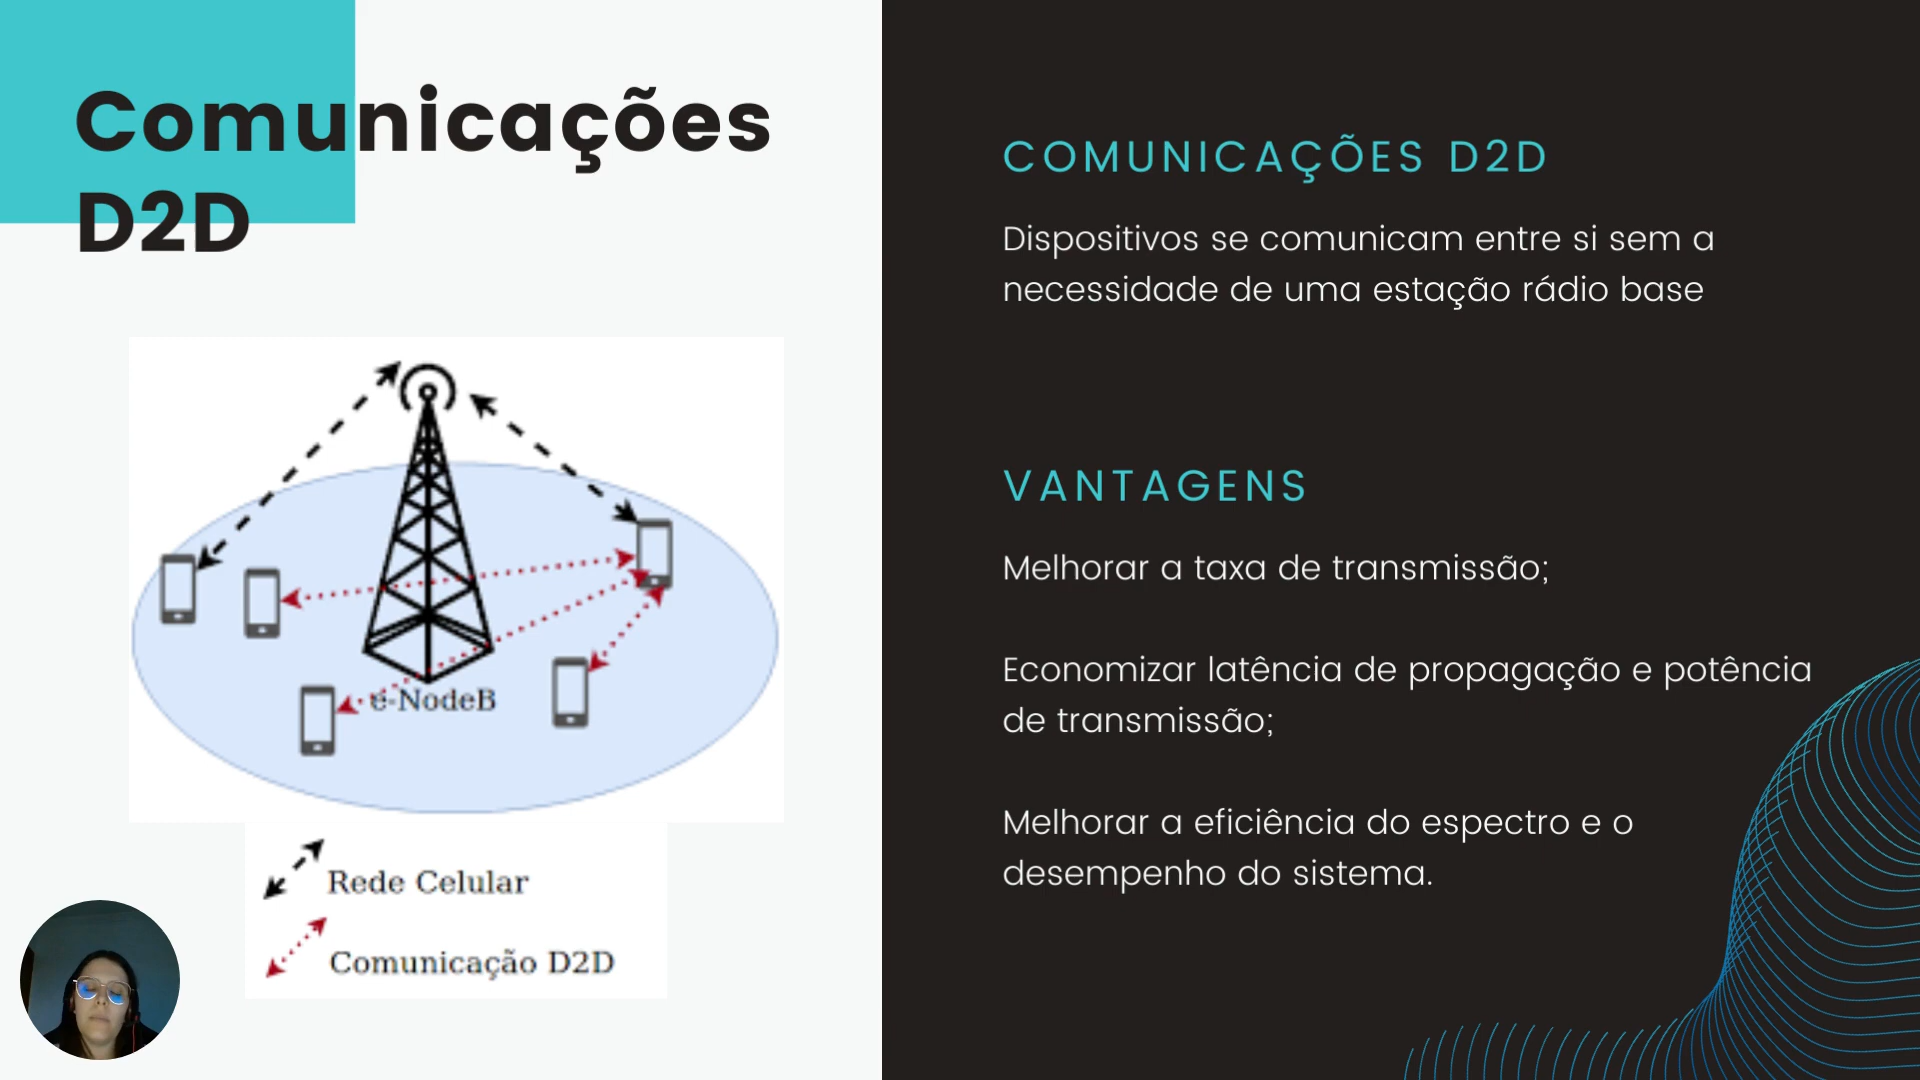 Comunicações
D2D
e-NodeB
Rede Celular
Comunicação D2D
COMUNICAÇÕES D2D
Dispositivos se comunicam entre si sem a
necessidade de uma estação rádio base
VANTAGENS
Melhorar a taxa de transmissão;
Economizar latência de propagação e potência
de transmissão;
Melhorar a eficiência do espectro e o
desempenho do sistema.